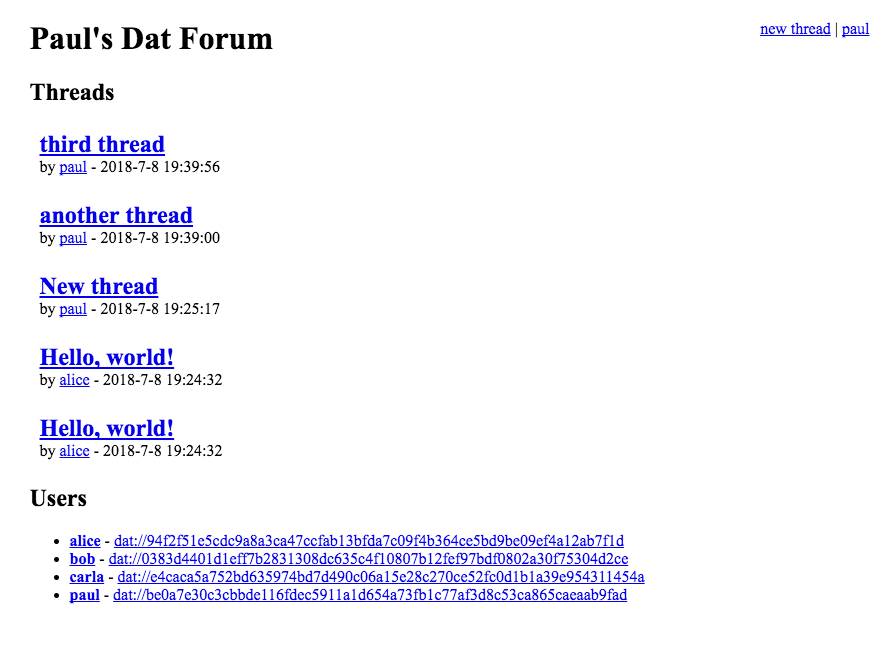 Paul's Dat Forum
new thread | paul
Threads
third thread
by paul - 2018-7-8 19:39:56
another thread
by paul - 2018-7-8 19:39:00
New thread
by paul - 2018-7-8 19:25:17
Hello, world!
by alice - 2018-7-8 19:24:32
Hello, world!
by alice - 2018-7-8 19:24:32
Users
• alice - dat://94f2f51e5cdc9a8a3ca47ccfab13bfda7c09f4b364ce5bd9be09ef4a12ab7f1d
• bob - dat://0383d4401d1eff7b2831308dc635c4f10807b12fef97bdf0802a30f75304d2ce
• carla - dat://e4caca5a752bd635974bd7d490c06a15e28c270ce52fc0d1b1a39e954311454a
• paul - dat://be0a7e30c3cbbde116fdec5911a1d654a73fb1c77af3d8c53ca865caeaab9fad